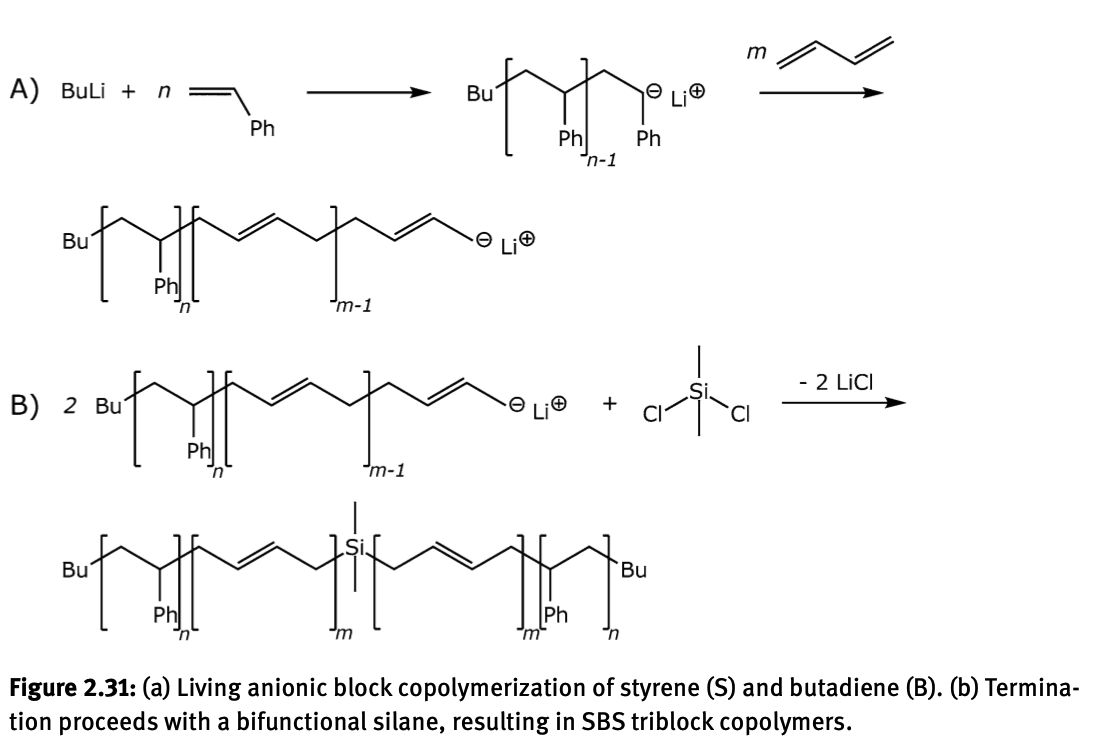 A) BuLi + n Ph Bu Ph n-1 ⊖ Li⊕ Ph m
Bu Ph n m-1 ⊖ Li⊕
B) 2 Bu Ph n m-1 ⊖ Li⊕ + Si Cl Cl - 2 LiCl
Bu Ph n m Si m Ph n Bu
Figure 2.31: (a) Living anionic block copolymerization of styrene (S) and butadiene (B). (b) Termina-
tion proceeds with a bifunctional silane, resulting in SBS triblock copolymers.